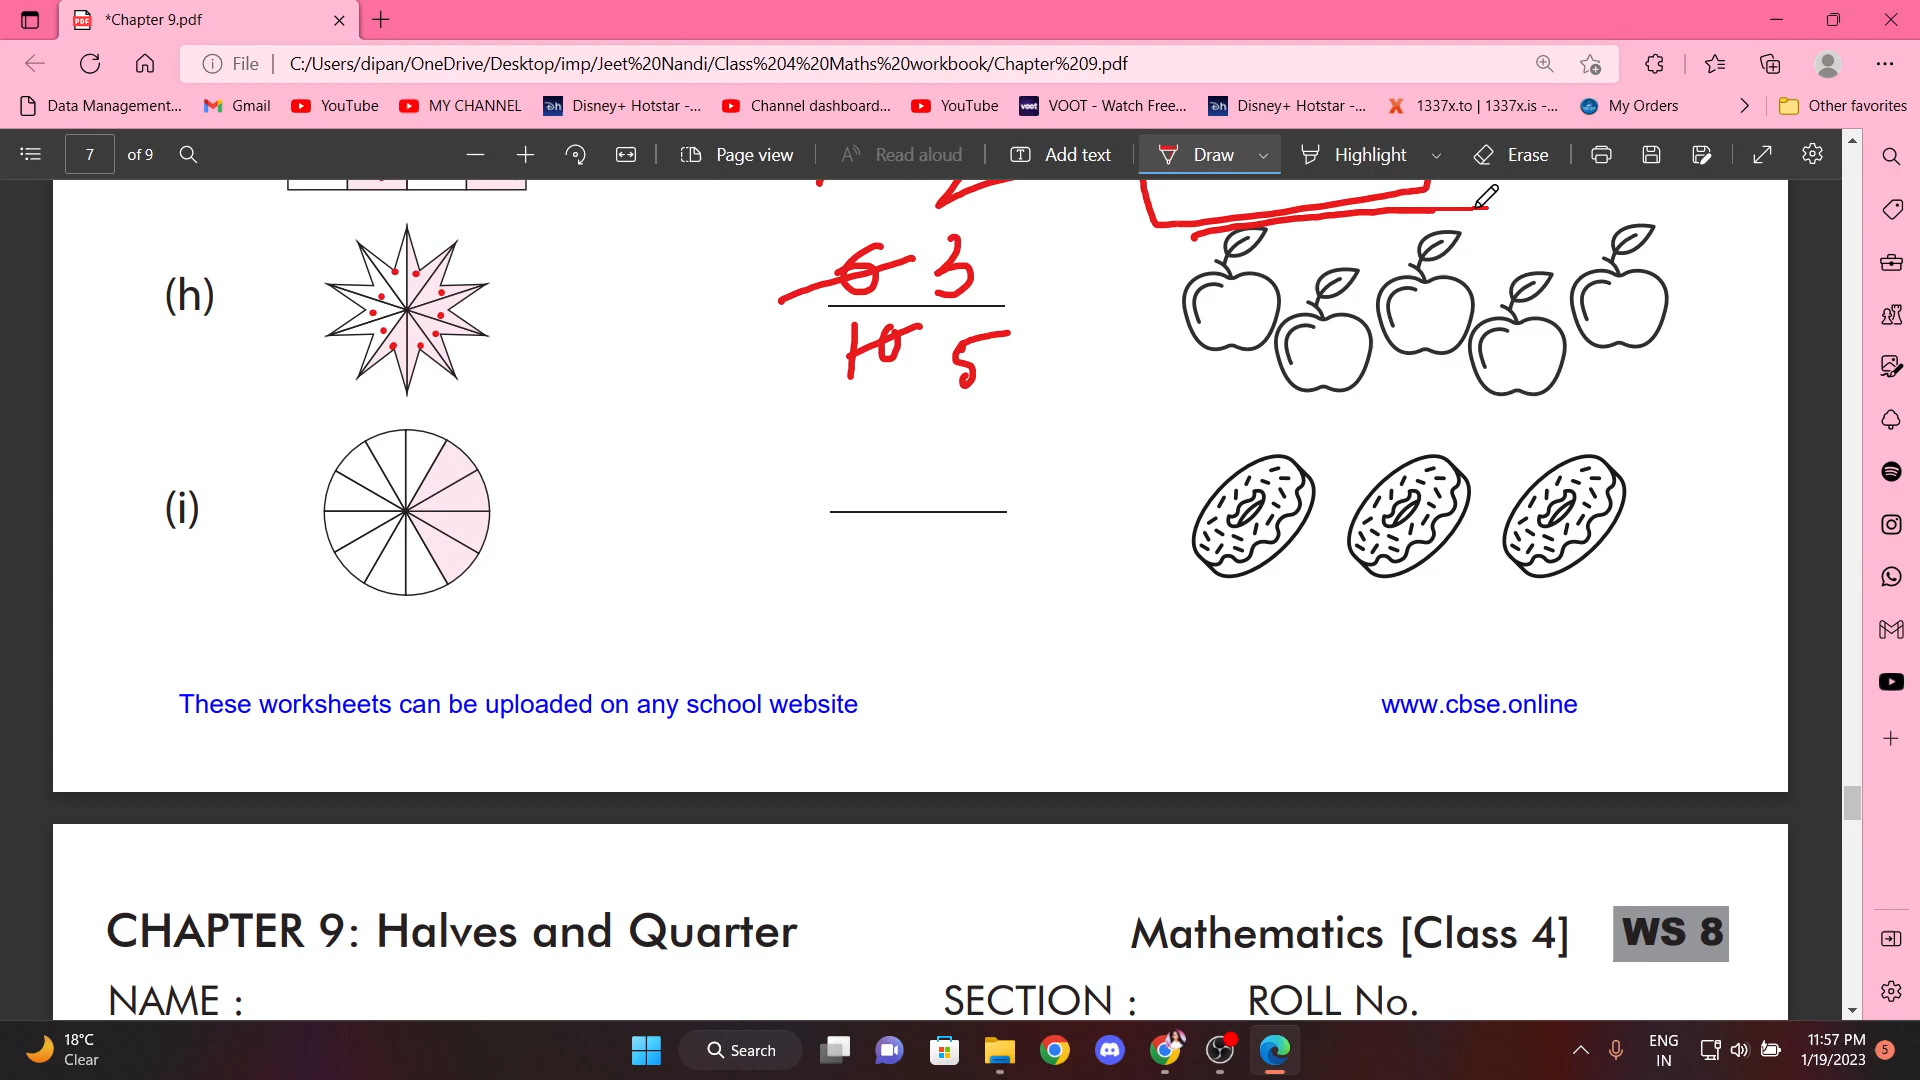 *Chapter 9.pdf
File
C:/Users/dipan/OneDrive/Desktop/imp/Jeet%20Nandi/Class%204%20Maths%20workbook/Chapter%209.pdf
Data Management... Gmail YouTube MY CHANNEL Disney+ Hotstar -... Channel dashboard... YouTube VOOT - Watch Free... Disney+ Hotstar -... 1337x.to | 1337x.is -... My Orders Other favorites
7 of 9 Page view Read aloud Add text Draw Highlight Erase
(h) 6 3
10 5
(i)
These worksheets can be uploaded on any school website www.cbse.online
CHAPTER 9: Halves and Quarter Mathematics [Class 4] WS 8
NAME : SECTION : ROLL No.
18°C
Clear
Search
ENG
IN
11:57 PM
1/19/2023
5